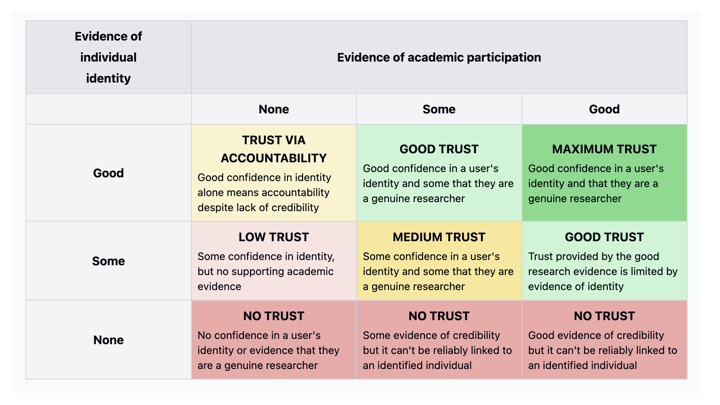 Evidence of
individual
identity
Evidence of academic participation
None
Some
Good
Good
TRUST VIA
ACCOUNTABILITY
Good confidence in identity
alone means accountability
despite lack of credibility
GOOD TRUST
Good confidence in a user's
identity and some that they are
a genuine researcher
MAXIMUM TRUST
Good confidence in a user's
identity and that they are a
genuine researcher
Some
LOW TRUST
Some confidence in identity,
but no supporting academic
evidence
MEDIUM TRUST
Some confidence in a user's
identity and some that they are
a genuine researcher
GOOD TRUST
Trust provided by the good
research evidence is limited by
evidence of identity
None
NO TRUST
No confidence in a user's
identity or evidence that they
are a genuine researcher
NO TRUST
Some evidence of credibility
but it can't be reliably linked to
an identified individual
NO TRUST
Good evidence of credibility
but it can't be reliably linked to
an identified individual